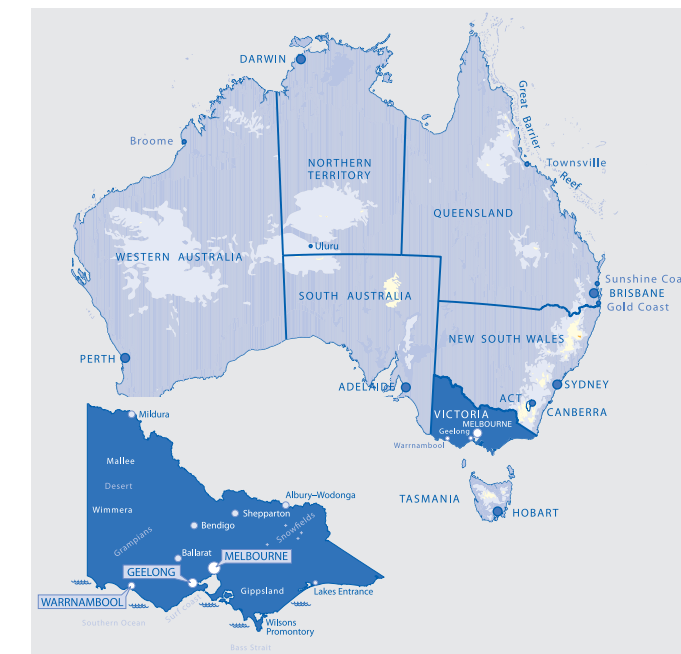 DARWIN
Great Barrier
Reef
Broome
Townsville
NORTHERN
TERRITORY
QUEENSLAND
Uluru
WESTERN AUSTRALIA
SOUTH AUSTRALIA
Sunshine Coa
BRISBANE
Gold Coast
NEW SOUTH WALES
PERTH
ADELAIDE
SYDNEY
ACT
CANBERRA
VICTORIA
MELBOURNE
Geelong
Warrnambool
TASMANIA
HOBART
Mildura
Mallee
Desert
Wimmera
Albury–Wodonga
Shepparton
Bendigo
Snowfields
Grampians
Ballarat
MELBOURNE
GEELONG
WARRNAMBOOL
Gippsland
Lakes Entrance
Surf coast
Southern Ocean
Wilsons
Promontory
Bass Strait